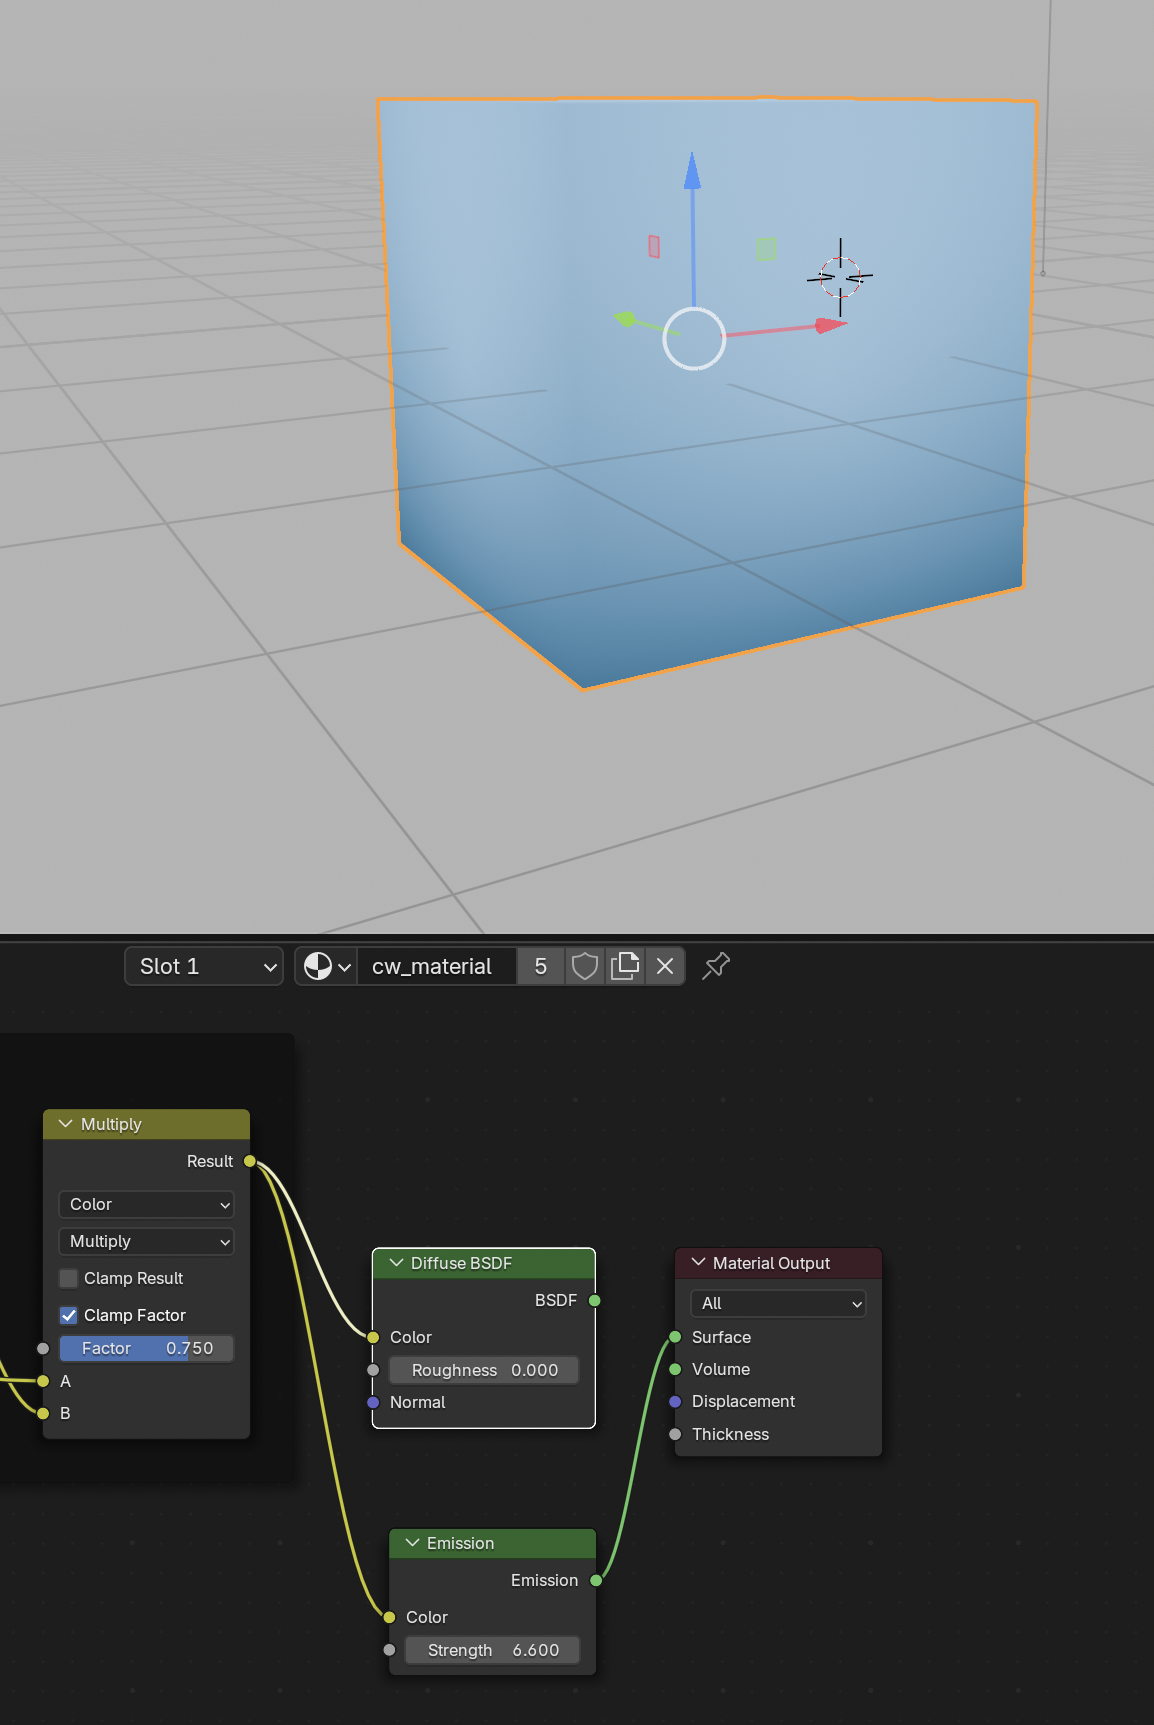 Slot 1
cw_material
5
Multiply
Result
Color
Multiply
Clamp Result
Clamp Factor
Factor 0.750
A
B
Diffuse BSDF
BSDF
Color
Roughness 0.000
Normal
Material Output
All
Surface
Volume
Displacement
Thickness
Emission
Emission
Color
Strength 6.600